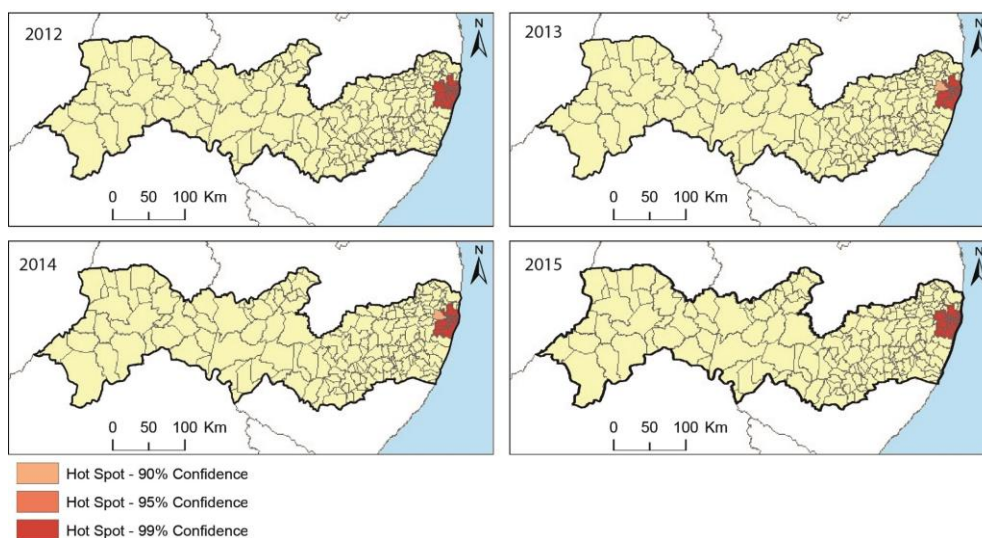 2012
N
0 50 100 Km
2013
N
0 50 100 Km
2014
N
0 50 100 Km
2015
N
0 50 100 Km
Hot Spot - 90% Confidence
Hot Spot - 95% Confidence
Hot Spot - 99% Confidence